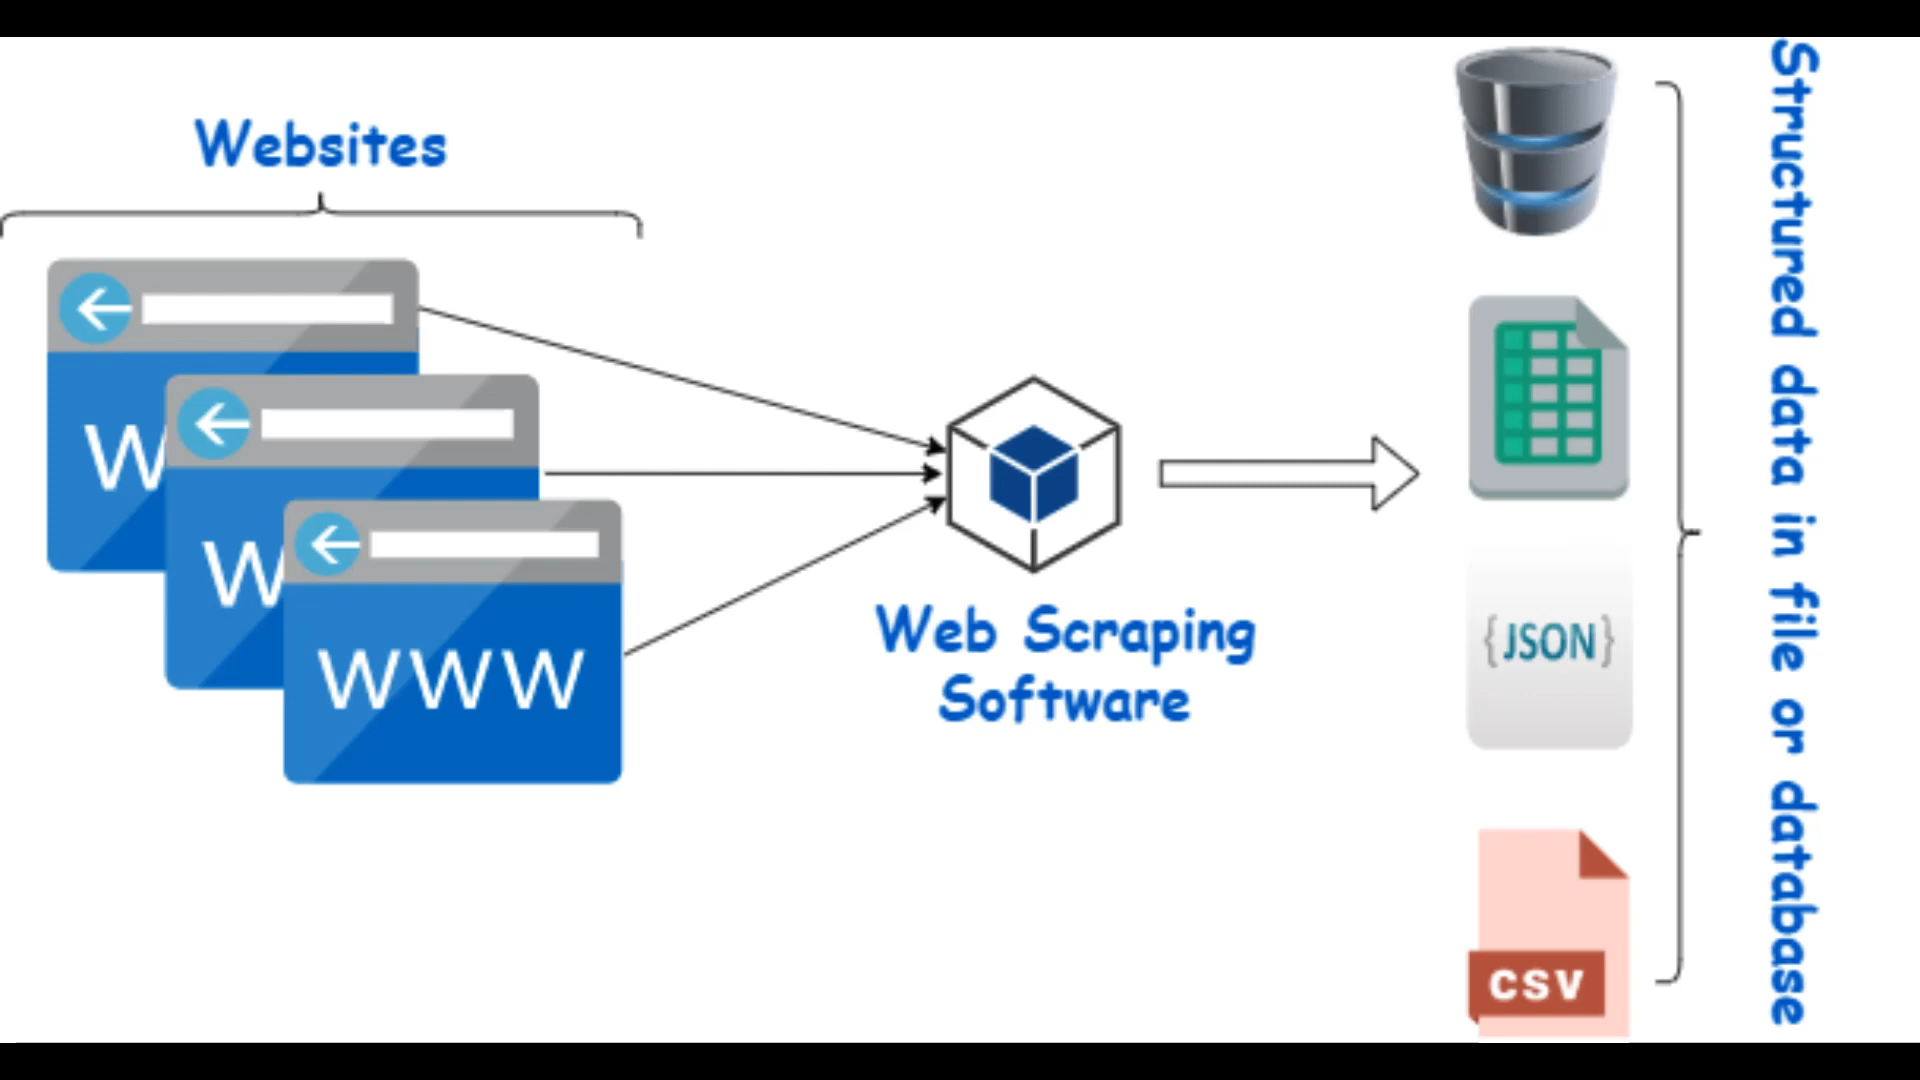 Websites
W
W
WWW
Web Scraping
Software
{JSON}
CSV
Structured data in file or database